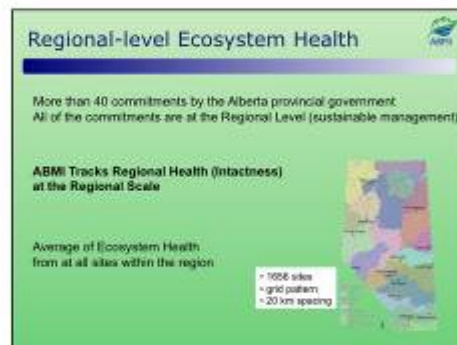 Regional-level Ecosystem Health
ABMI
More than 40 commitments by the Alberta provincial government
All of the commitments are at the Regional Level (sustainable management)
ABMI Tracks Regional Health (Intactness)
at the Regional Scale
Average of Ecosystem Health
from at all sites within the region
• 1656 sites
• grid pattern
• 20 km spacing